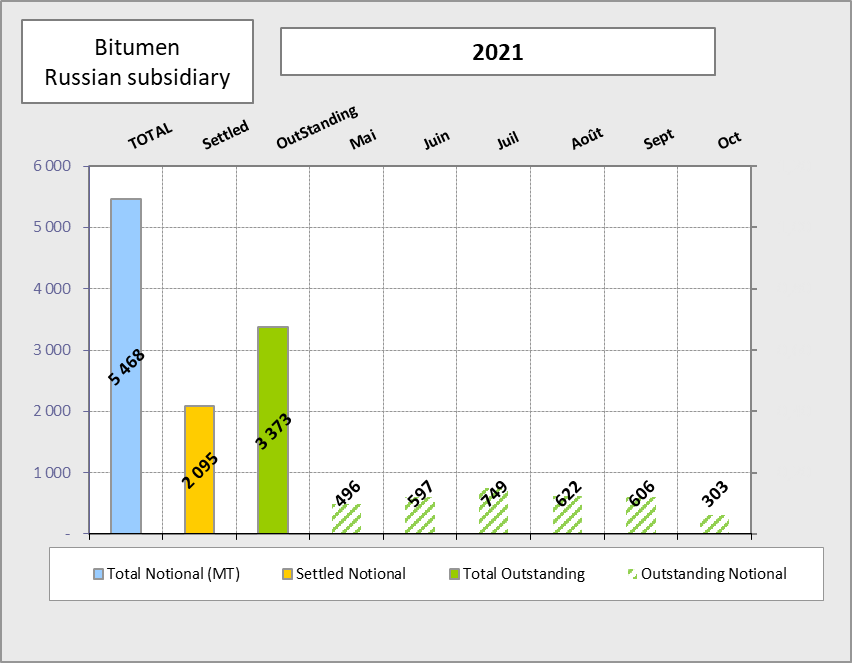 Bitumen
Russian subsidiary
2021
TOTAL
Settled
OutStanding
Mai
Juin
Juil
Août
Sept
Oct
6 000
5 000
4 000
3 000
2 000
1 000
-
5 468
2 095
3 373
496
597
749
622
606
303
Total Notional (MT)
Settled Notional
Total Outstanding
Outstanding Notional